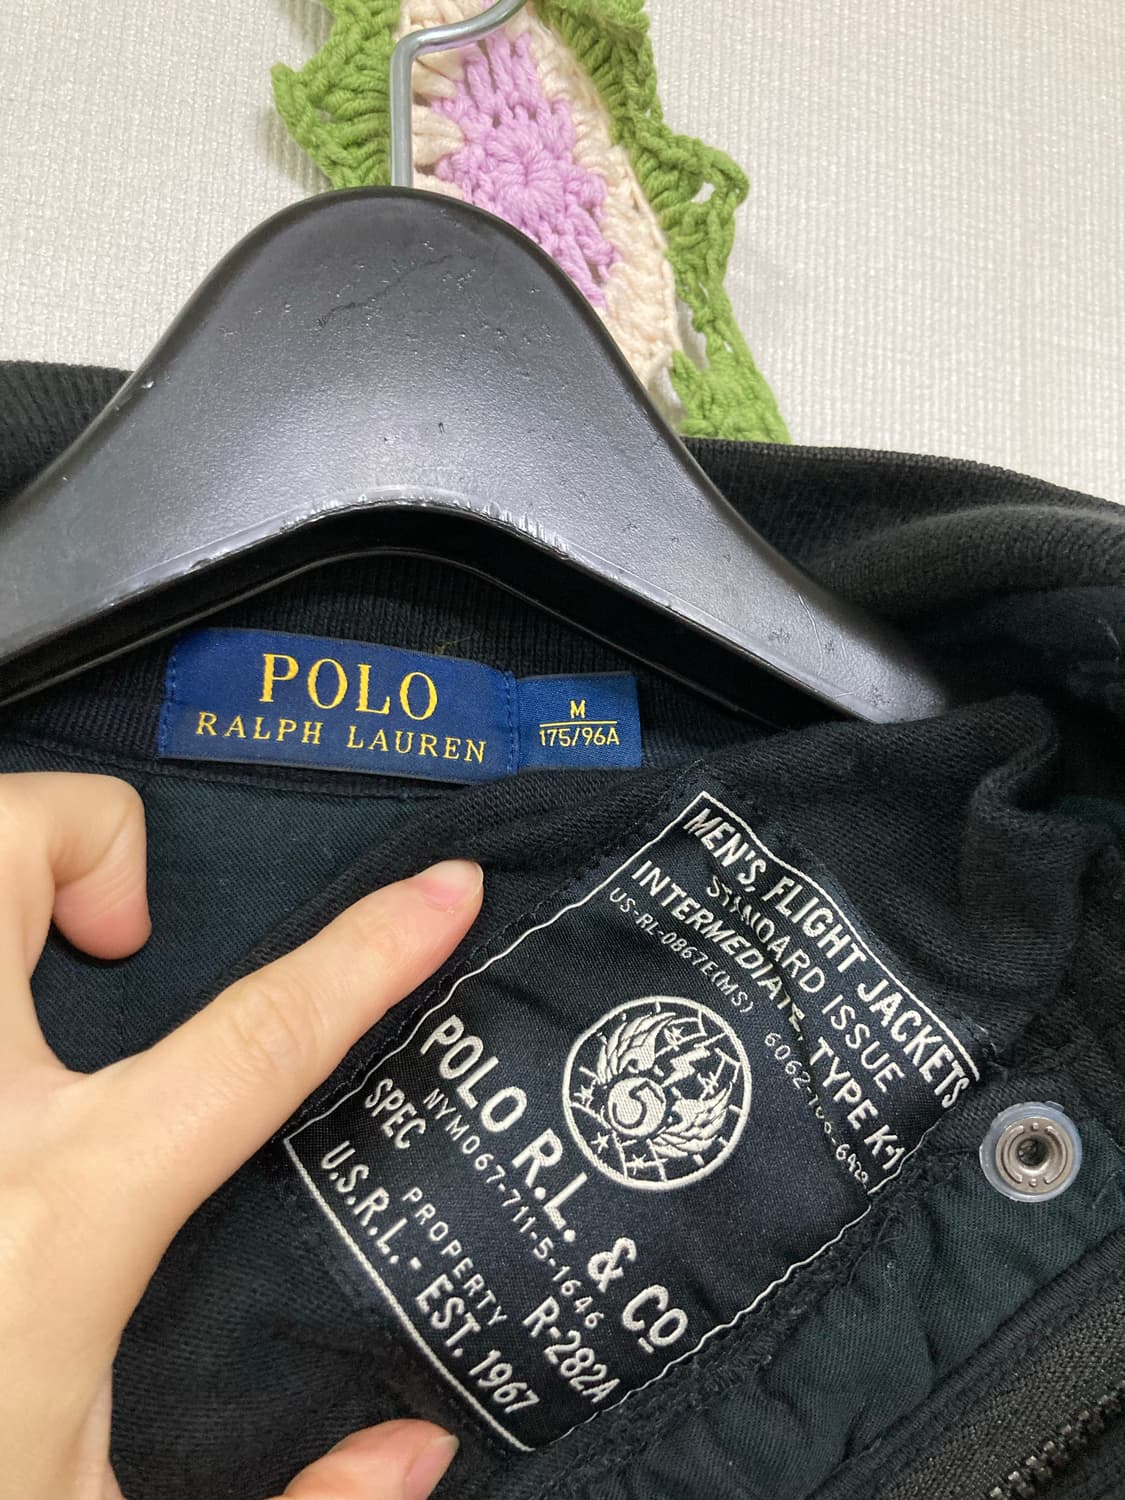 POLO
RALPH LAUREN
M
175/96A
MEN'S, FLIGHT JACKETS
STANDARD ISSUE
INTERMEDIATE, TYPE K-1
US-RL-0867E(MS)
5
POLO R.L. & CO
NYM067-711-5-1646
SPEC R-282A
PROPERTY
U.S.R.L.- EST. 1967